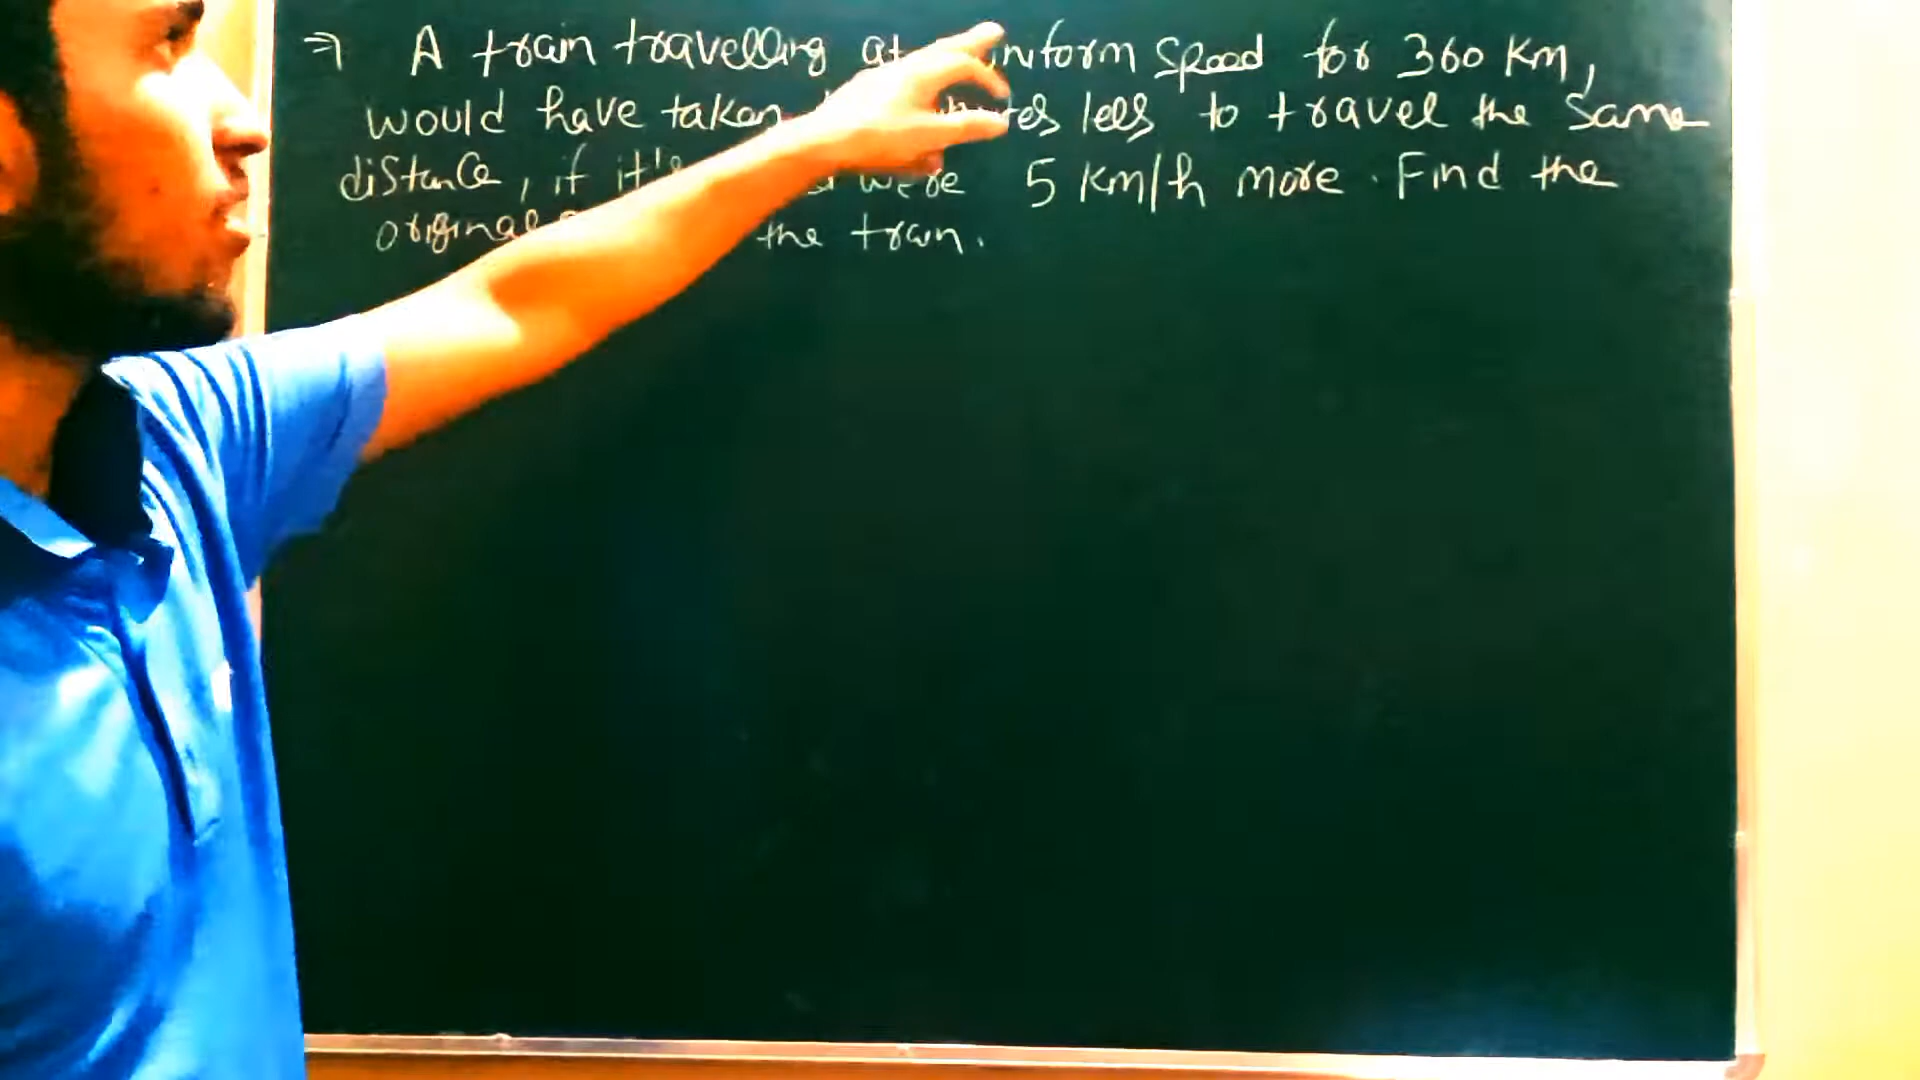 ⇒ A train travelling at uniform speed for 360 Km,
would have taken less to travel the same
distance, if it's were 5 Km/h more. Find the
original the train.